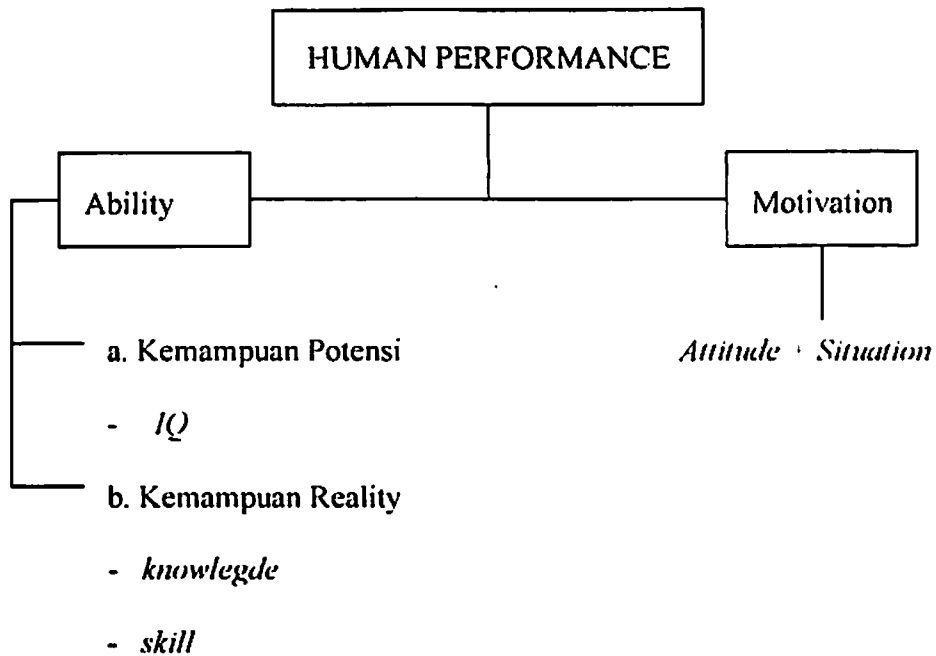 HUMAN PERFORMANCE
Ability
Motivation
a. Kemampuan Potensi
Attitude + Situation
- IQ
b. Kemampuan Reality
- knowlegde
- skill